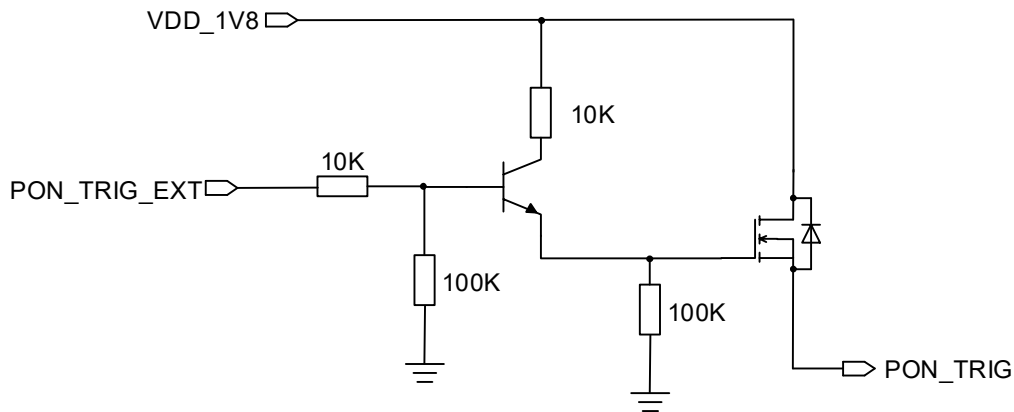 VDD_1V8
10K
10K
PON_TRIG_EXT
100K
100K
PON_TRIG